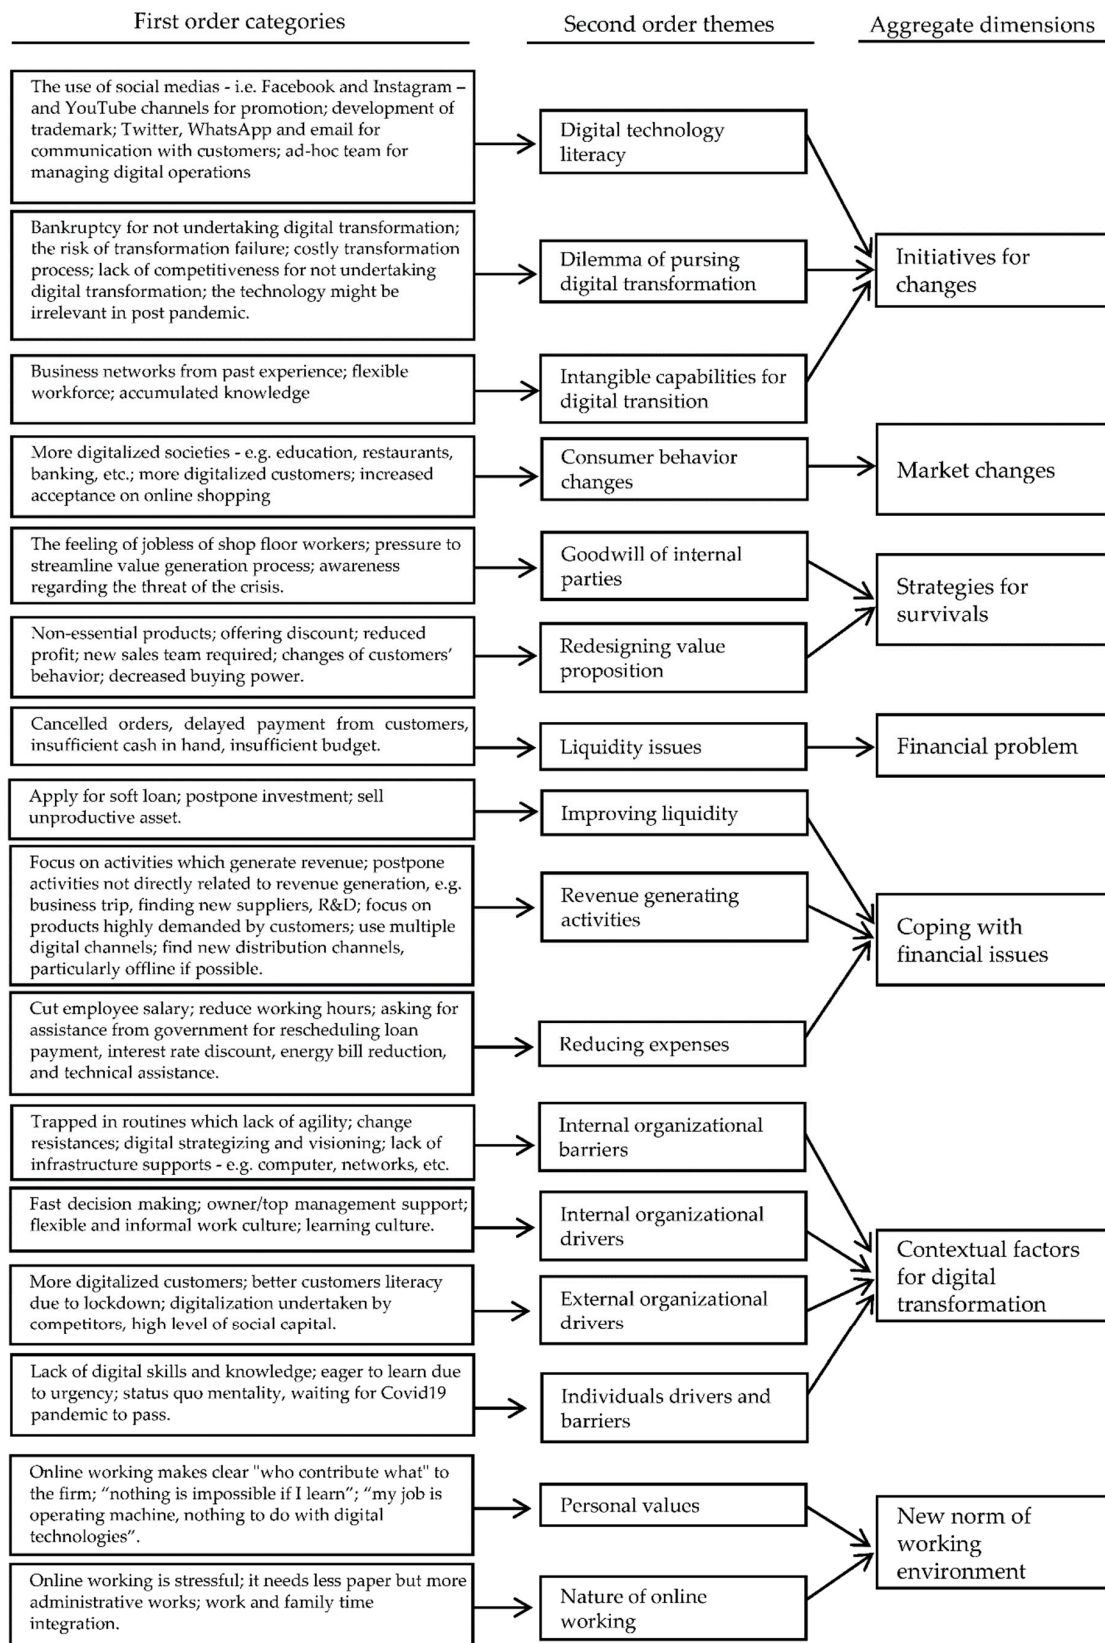 First order categories
Second order themes
Aggregate dimensions
The use of social medias - i.e. Facebook and Instagram –
and YouTube channels for promotion; development of
trademark; Twitter, WhatsApp and email for
communication with customers; ad-hoc team for
managing digital operations
Digital technology
literacy
Bankruptcy for not undertaking digital transformation;
the risk of transformation failure; costly transformation
process; lack of competitiveness for not undertaking
digital transformation; the technology might be
irrelevant in post pandemic.
Dilemma of pursing
digital transformation
Initiatives for
changes
Business networks from past experience; flexible
workforce; accumulated knowledge
Intangible capabilities for
digital transition
More digitalized societies - e.g. education, restaurants,
banking, etc.; more digitalized customers; increased
acceptance on online shopping
Consumer behavior
changes
Market changes
The feeling of jobless of shop floor workers; pressure to
streamline value generation process; awareness
regarding the threat of the crisis.
Goodwill of internal
parties
Strategies for
survivals
Non-essential products; offering discount; reduced
profit; new sales team required; changes of customers’
behavior; decreased buying power.
Redesigning value
proposition
Cancelled orders, delayed payment from customers,
insufficient cash in hand, insufficient budget.
Liquidity issues
Financial problem
Apply for soft loan; postpone investment; sell
unproductive asset.
Improving liquidity
Focus on activities which generate revenue; postpone
activities not directly related to revenue generation, e.g.
business trip, finding new suppliers, R&D; focus on
products highly demanded by customers; use multiple
digital channels; find new distribution channels,
particularly offline if possible.
Revenue generating
activities
Coping with
financial issues
Cut employee salary; reduce working hours; asking for
assistance from government for rescheduling loan
payment, interest rate discount, energy bill reduction,
and technical assistance.
Reducing expenses
Trapped in routines which lack of agility; change
resistances; digital strategizing and visioning; lack of
infrastructure supports - e.g. computer, networks, etc.
Internal organizational
barriers
Fast decision making; owner/top management support;
flexible and informal work culture; learning culture.
Internal organizational
drivers
Contextual factors
for digital
transformation
More digitalized customers; better customers literacy
due to lockdown; digitalization undertaken by
competitors, high level of social capital.
External organizational
drivers
Lack of digital skills and knowledge; eager to learn due
to urgency; status quo mentality, waiting for Covid19
pandemic to pass.
Individuals drivers and
barriers
Online working makes clear "who contribute what" to
the firm; “nothing is impossible if I learn”; “my job is
operating machine, nothing to do with digital
technologies”.
Personal values
New norm of
working
environment
Online working is stressful; it needs less paper but more
administrative works; work and family time
integration.
Nature of online
working